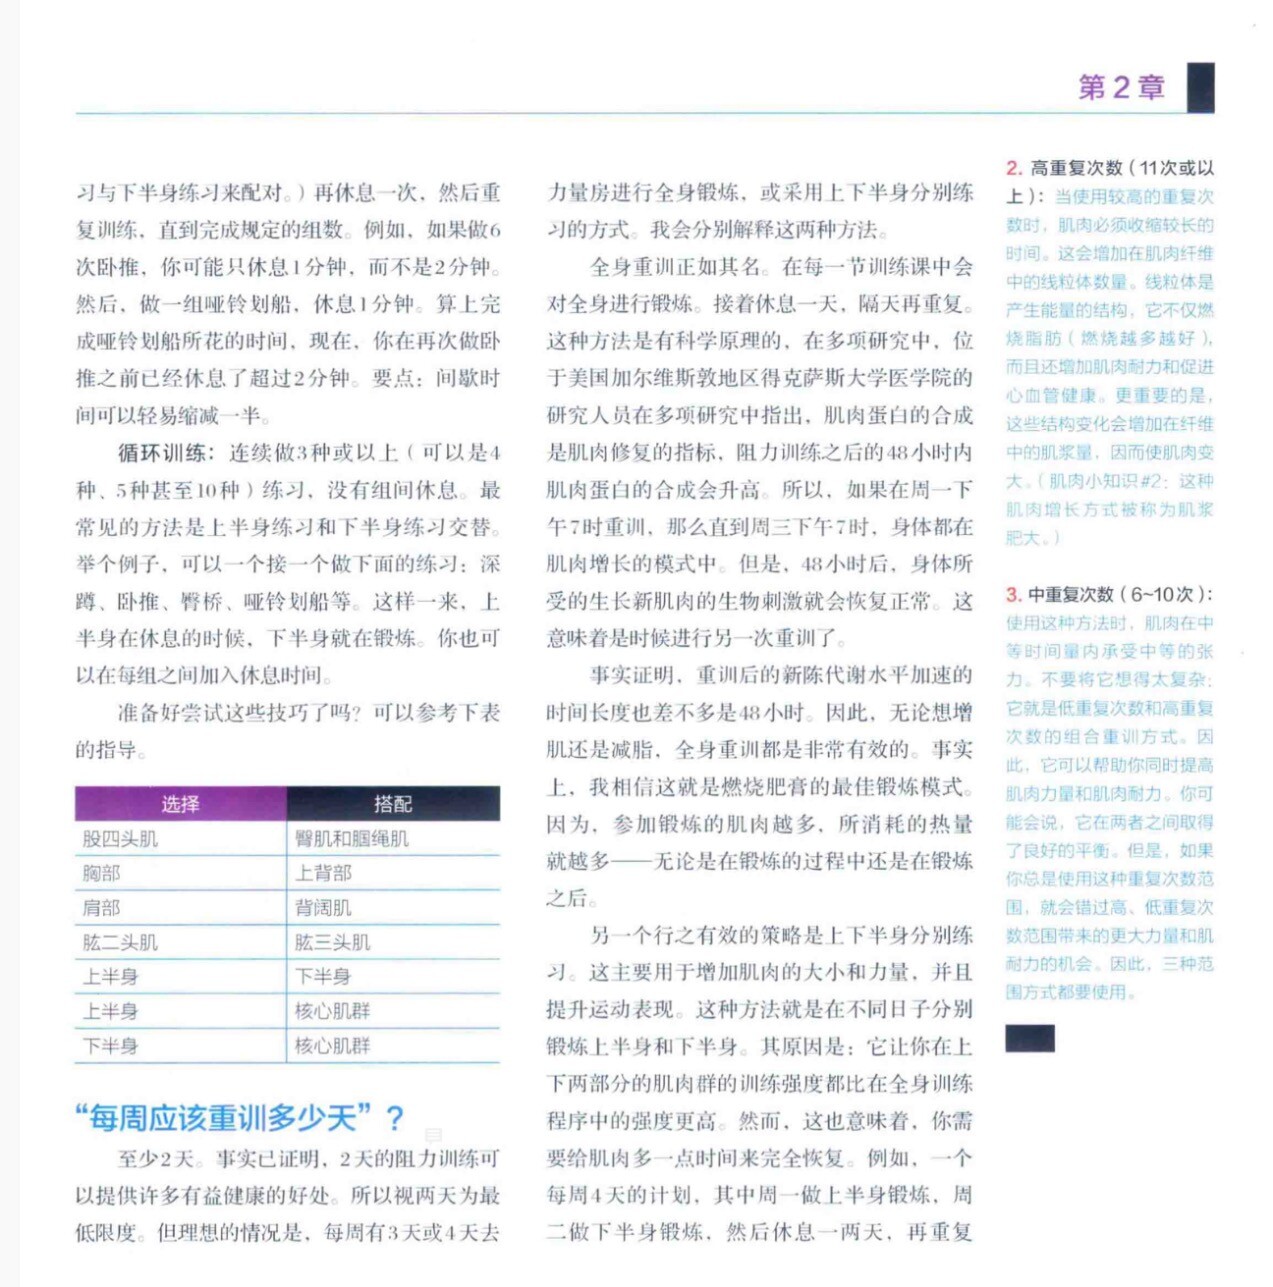 第2章
习与下半身练习来配对。）再休息一次，然后重
复训练，直到完成规定的组数。例如，如果做6
次卧推，你可能只休息1分钟，而不是2分钟。
然后，做一组哑铃划船，休息1分钟。算上完
成哑铃划船所花的时间，现在，你在再次做卧
推之前已经休息了超过2分钟。要点：间歇时
间可以轻易缩减一半。
循环训练：连续做3种或以上（可以是4
种、5种甚至10种）练习，没有组间休息。最
常见的方法是上半身练习和下半身练习交替。
举个例子，可以一个接一个做下面的练习：深
蹲、卧推、臀桥、哑铃划船等。这样一来，上
半身在休息的时候，下半身就在锻炼。你也可
以在每组之间加入休息时间。
准备好尝试这些技巧了吗？可以参考下表
的指导。
选择 搭配
股四头肌 臀肌和腘绳肌
胸部 上背部
肩部 背阔肌
肱二头肌 肱三头肌
上半身 下半身
上半身 核心肌群
下半身 核心肌群
“每周应该重训多少天”？
至少2天。事实已证明，2天的阻力训练可
以提供许多有益健康的好处。所以视两天为最
低限度。但理想的情况是，每周有3天或4天去
力量房进行全身锻炼，或采用上下半身分别练
习的方式。我会分别解释这两种方法。
全身重训正如其名。在每一节训练课中会
对全身进行锻炼。接着休息一天，隔天再重复。
这种方法是有科学原理的，在多项研究中，位
于美国加尔维斯敦地区得克萨斯大学医学院的
研究人员在多项研究中指出，肌肉蛋白的合成
是肌肉修复的指标，阻力训练之后的48小时内
肌肉蛋白的合成会升高。所以，如果在周一下
午7时重训，那么直到周三下午7时，身体都在
肌肉增长的模式中。但是，48小时后，身体所
受的生长新肌肉的生物刺激就会恢复正常。这
意味着是时候进行另一次重训了。
事实证明，重训后的新陈代谢水平加速的
时间长度也差不多是48小时。因此，无论想增
肌还是减脂，全身重训都是非常有效的。事实
上，我相信这就是燃烧肥膏的最佳锻炼模式。
因为，参加锻炼的肌肉越多，所消耗的热量
就越多——无论是在锻炼的过程中还是在锻炼
之后。
另一个行之有效的策略是上下半身分别练
习。这主要用于增加肌肉的大小和力量，并且
提升运动表现。这种方法就是在不同日子分别
锻炼上半身和下半身。其原因是：它让你在上
下两部分的肌肉群的训练强度都比在全身训练
程序中的强度更高。然而，这也意味着，你需
要给肌肉多一点时间来完全恢复。例如，一个
每周4天的计划，其中周一做上半身锻炼，周
二做下半身锻炼，然后休息一两天，再重复
2. 高重复次数（11次或以
上）：当使用较高的重复次
数时，肌肉必须收缩较长的
时间。这会增加在肌肉纤维
中的线粒体数量。线粒体是
产生能量的结构，它不仅燃
烧脂肪（燃烧越多越好），
而且还增加肌肉耐力和促进
心血管健康。更重要的是，
这些结构变化会增加在纤维
中的肌浆量，因而使肌肉变
大。（肌肉小知识#2：这种
肌肉增长方式被称为肌浆
肥大。）
3. 中重复次数（6~10次）：
使用这种方法时，肌肉在中
等时间量内承受中等的张
力。不要将它想得太复杂：
它就是低重复次数和高重复
次数的组合重训方式。因
此，它可以帮助你同时提高
肌肉力量和肌肉耐力。你可
能会说，它在两者之间取得
了良好的平衡。但是，如果
你总是使用这种重复次数范
围，就会错过高、低重复次
数范围带来的更大力量和肌
耐力的机会。因此，三种范
围方式都要使用。